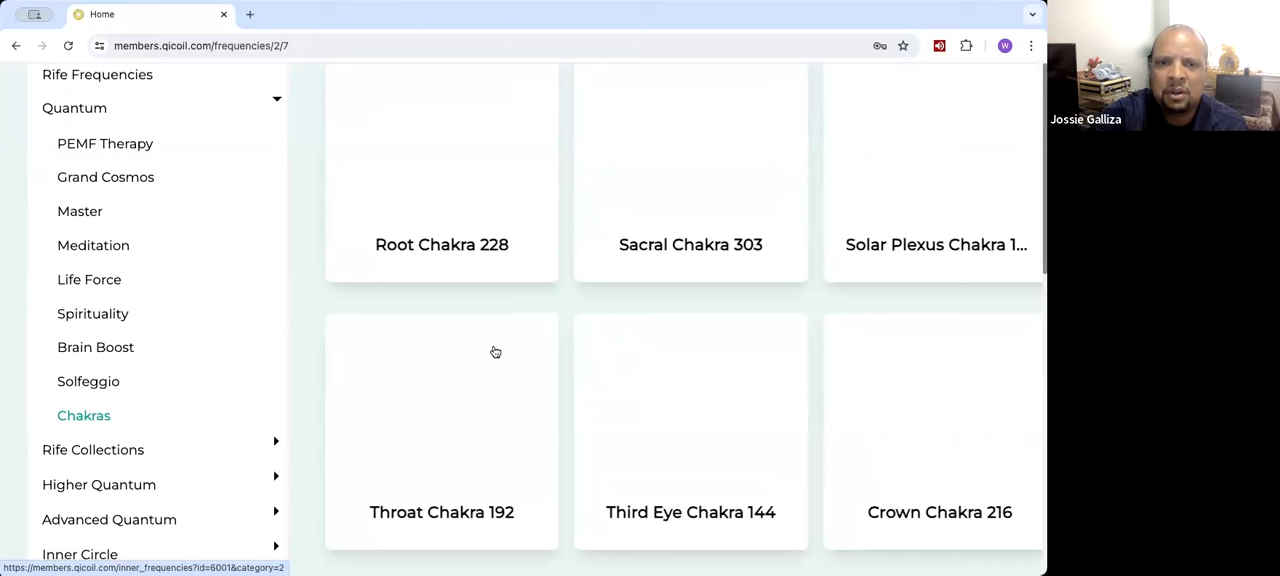 Home
members.qicoil.com/frequencies/2/7
W
Jossie Galliza
Rife Frequencies
Quantum
PEMF Therapy
Grand Cosmos
Master
Meditation
Life Force
Spirituality
Brain Boost
Solfeggio
Chakras
Rife Collections
Higher Quantum
Advanced Quantum
Inner Circle
Root Chakra 228
Sacral Chakra 303
Solar Plexus Chakra 1...
Throat Chakra 192
Third Eye Chakra 144
Crown Chakra 216
https://members.qicoil.com/inner_frequencies?id=6001&category=2